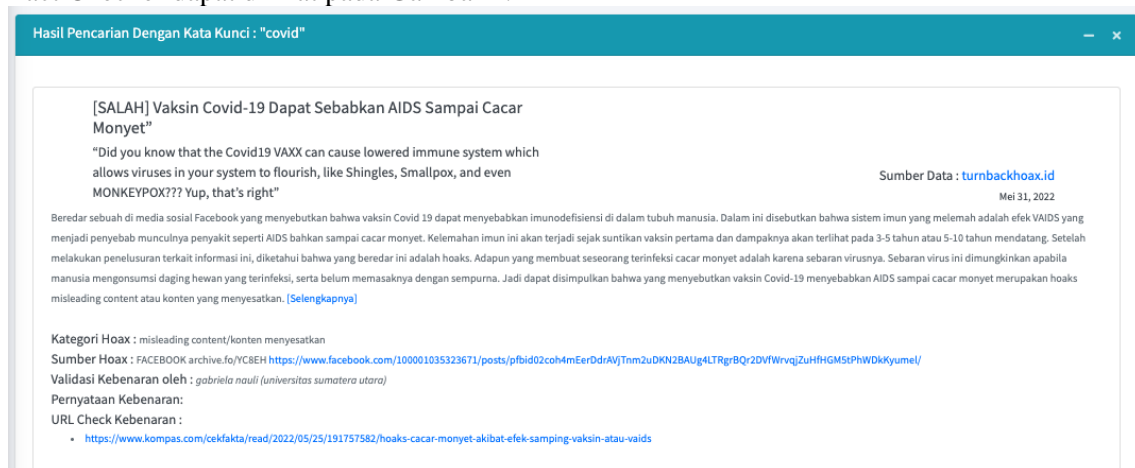 Hasil Pencarian Dengan Kata Kunci : "covid"
[SALAH] Vaksin Covid-19 Dapat Sebabkan AIDS Sampai Cacar
Monyet”
“Did you know that the Covid19 VAXX can cause lowered immune system which
allows viruses in your system to flourish, like Shingles, Smallpox, and even
MONKEYPOX??? Yup, that’s right”
Sumber Data : turnbackhoax.id
Mei 31, 2022
Beredar sebuah di media sosial Facebook yang menyebutkan bahwa vaksin Covid 19 dapat menyebabkan imunodefisiensi di dalam tubuh manusia. Dalam ini disebutkan bahwa sistem imun yang melemah adalah efek VAIDS yang
menjadi penyebab munculnya penyakit seperti AIDS bahkan sampai cacar monyet. Kelemahan imun ini akan terjadi sejak suntikan vaksin pertama dan dampaknya akan terlihat pada 3-5 tahun atau 5-10 tahun mendatang. Setelah
melakukan penelusuran terkait informasi ini, diketahui bahwa yang beredar ini adalah hoaks. Adapun yang membuat seseorang terinfeksi cacar monyet adalah karena sebaran virusnya. Sebaran virus ini dimungkinkan apabila
manusia mengonsumsi daging hewan yang terinfeksi, serta belum memasaknya dengan sempurna. Jadi dapat disimpulkan bahwa yang menyebutkan vaksin Covid-19 menyebabkan AIDS sampai cacar monyet merupakan hoaks
misleading content atau konten yang menyesatkan. [Selengkapnya]
Kategori Hoax : misleading content/konten menyesatkan
Sumber Hoax : FACEBOOK archive.fo/YC8EH https://www.facebook.com/100001035323671/posts/pfbid02coh4mEerDdrAVjTnm2uDKN2BAUg4LTRgrBQr2DVfWrvqjZuHfHGM5tPhWDkKyumel/
Validasi Kebenaran oleh : gabriela nauli (universitas sumatera utara)
Pernyataan Kebenaran:
URL Check Kebenaran :
• https://www.kompas.com/cekfakta/read/2022/05/25/191757582/hoaks-cacar-monyet-akibat-efek-samping-vaksin-atau-vaids